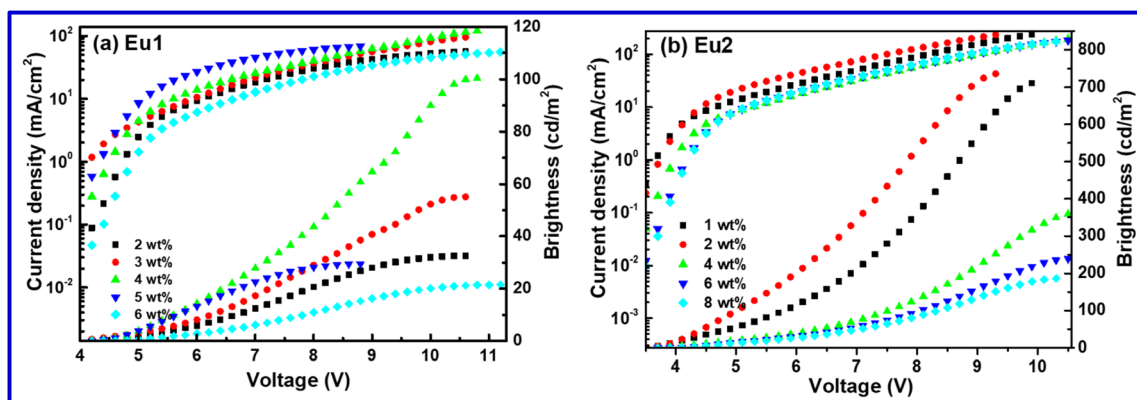 (a) Eu1
Current density (mA/cm²)
10²
10¹
10⁰
10⁻¹
10⁻²
2 wt%
3 wt%
4 wt%
5 wt%
6 wt%
4 5 6 7 8 9 10 11
Voltage (V)
120
100
80
60
40
20
0
Brightness (cd/m²)
(b) Eu2
Current density (mA/cm²)
10²
10¹
10⁰
10⁻¹
10⁻²
10⁻³
1 wt%
2 wt%
4 wt%
6 wt%
8 wt%
4 5 6 7 8 9 10
Voltage (V)
800
700
600
500
400
300
200
100
0
Brightness (cd/m²)